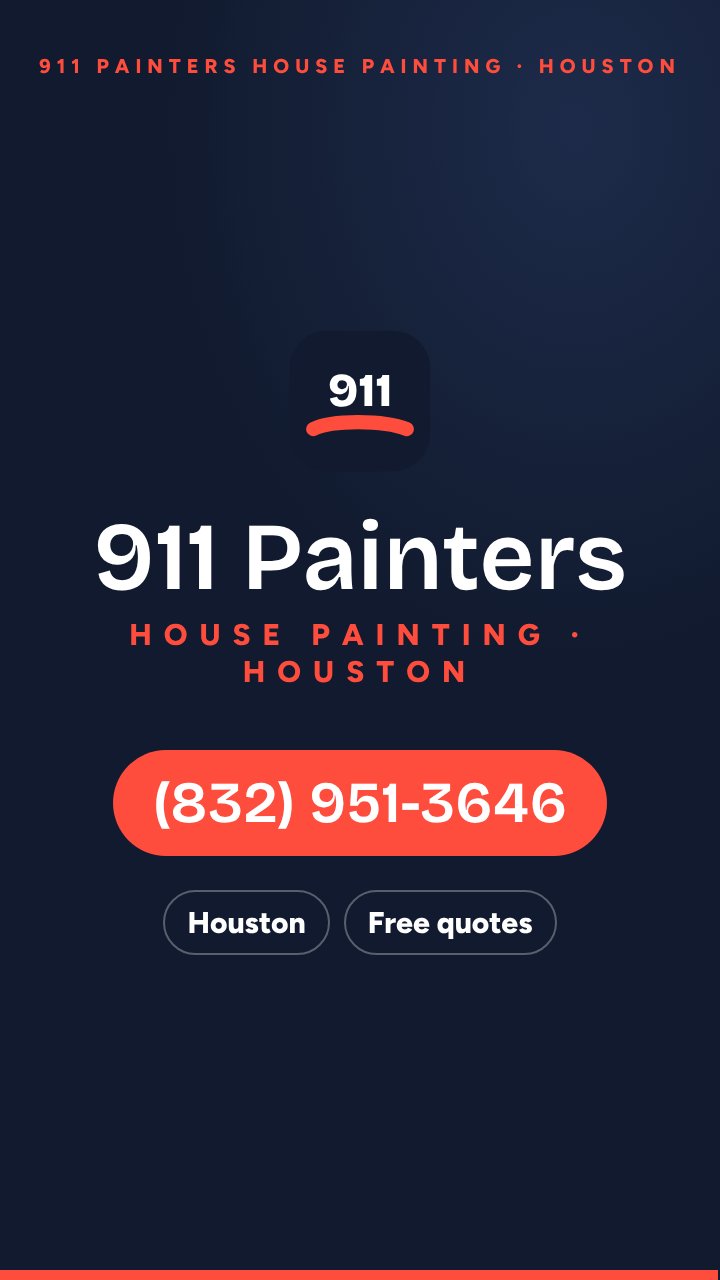 911 PAINTERS HOUSE PAINTING · HOUSTON
911
911 Painters
HOUSE PAINTING ·
HOUSTON
(832) 951-3646
Houston
Free quotes